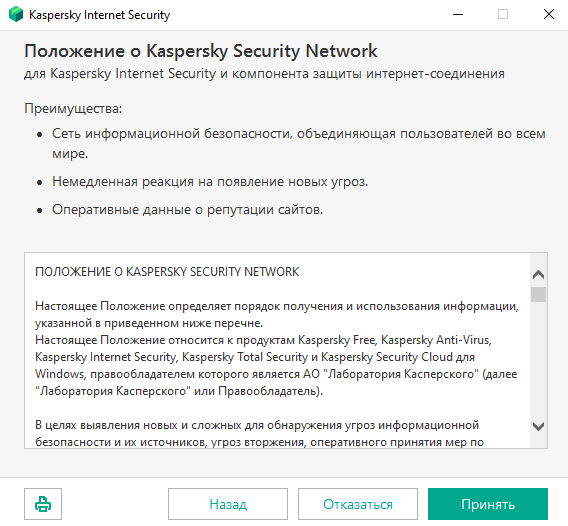 Kaspersky Internet Security
Положение о Kaspersky Security Network
для Kaspersky Internet Security и компонента защиты интернет-соединения
Преимущества:
• Сеть информационной безопасности, объединяющая пользователей во всем
мире.
• Немедленная реакция на появление новых угроз.
• Оперативные данные о репутации сайтов.
ПОЛОЖЕНИЕ О KASPERSKY SECURITY NETWORK
Настоящее Положение определяет порядок получения и использования информации,
указанной в приведенном ниже перечне.
Настоящее Положение относится к продуктам Kaspersky Free, Kaspersky Anti-Virus,
Kaspersky Internet Security, Kaspersky Total Security и Kaspersky Security Cloud для
Windows, правообладателем которого является АО "Лаборатория Касперского" (далее
"Лаборатория Касперского" или Правообладатель).
В целях выявления новых и сложных для обнаружения угроз информационной
безопасности и их источников, угроз вторжения, оперативного принятия мер по
Назад
Отказаться
Принять